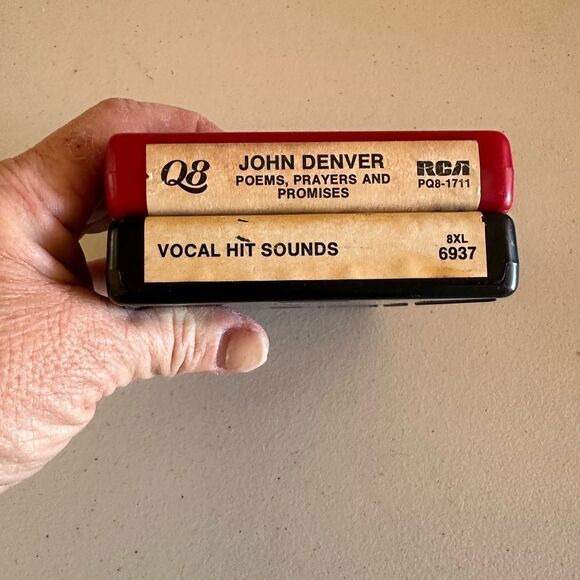 Q8
JOHN DENVER
POEMS, PRAYERS AND
PROMISES
RCA
PQ8-1711
VOCAL HIT SOUNDS
8XL
6937